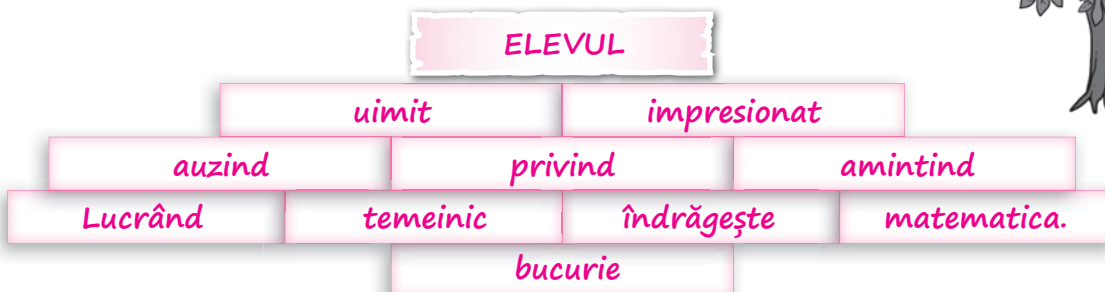 ELEVUL
uimit impresionat
auzind privind amintind
Lucrând temeinic îndrăgește matematica.
bucurie